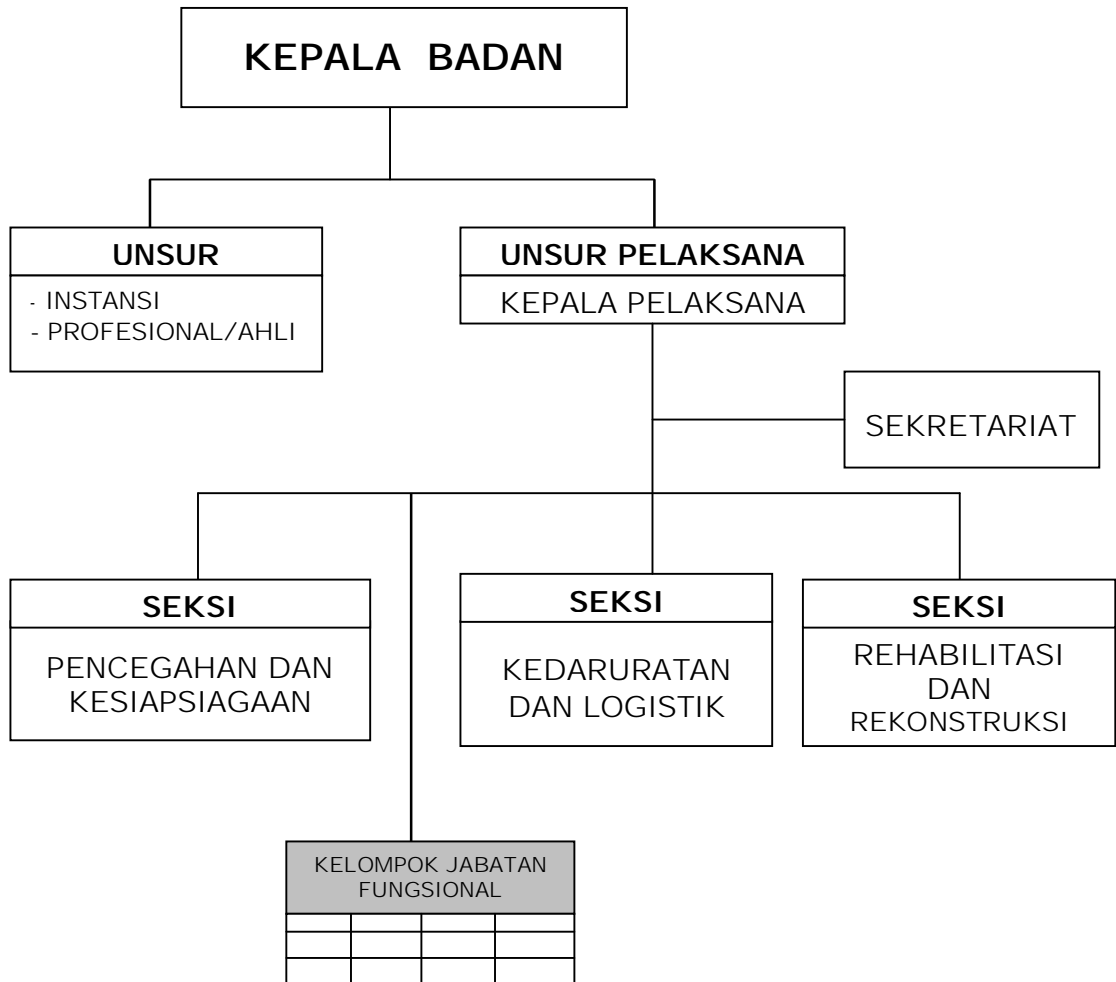 KEPALA BADAN
UNSUR
- INSTANSI
- PROFESIONAL/AHLI
UNSUR PELAKSANA
KEPALA PELAKSANA
SEKRETARIAT
SEKSI
PENCEGAHAN DAN
KESIAPSIAGAAN
SEKSI
KEDARURATAN
DAN LOGISTIK
SEKSI
REHABILITASI
DAN
REKONSTRUKSI
KELOMPOK JABATAN
FUNGSIONAL